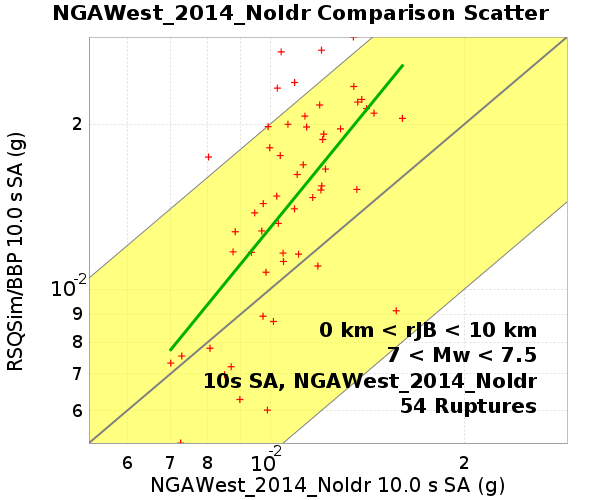 NGAWest_2014_NoIdr Comparison Scatter
RSQSim/BBP 10.0 s SA (g)
2
10-2
9
8
7
6
0 km < rJB < 10 km
7 < Mw < 7.5
10s SA, NGAWest_2014_NoIdr
54 Ruptures
6 7 8 10-2 2
NGAWest_2014_NoIdr 10.0 s SA (g)